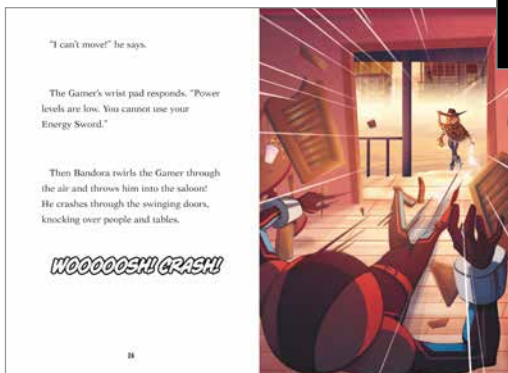 "I can't move!" he says.
The Gamer's wrist pad responds. "Power
levels are low. You cannot use your
Energy Sword."
Then Bandora twirls the Gamer through
the air and throws him into the saloon!
He crashes through the swinging doors,
knocking over people and tables.
WOOOOOSH! CRASH!
26